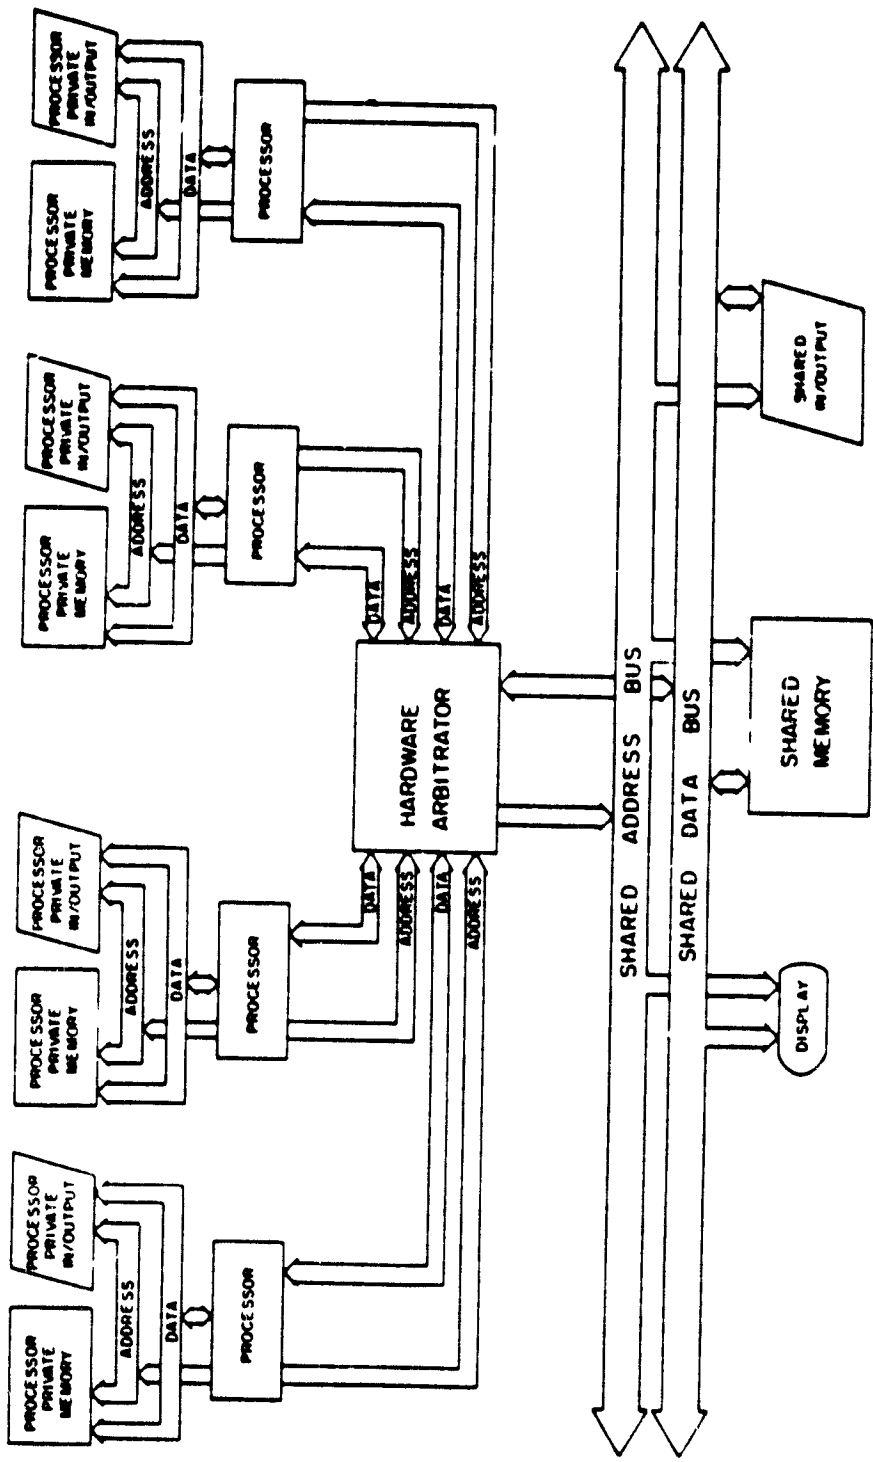 PROCESSOR
PRIVATE
MEMORY
PROCESSOR
PRIVATE
IN/OUTPUT
PROCESSOR
PRIVATE
MEMORY
PROCESSOR
PRIVATE
IN/OUTPUT
PROCESSOR
PRIVATE
MEMORY
PROCESSOR
PRIVATE
IN/OUTPUT
PROCESSOR
PRIVATE
MEMORY
PROCESSOR
PRIVATE
IN/OUTPUT
ADDRESS
DATA
ADDRESS
DATA
ADDRESS
DATA
ADDRESS
DATA
PROCESSOR
PROCESSOR
PROCESSOR
PROCESSOR
DATA
ADDRESS
DATA
ADDRESS
HARDWARE
ARBITRATOR
DATA
ADDRESS
DATA
ADDRESS
SHARED ADDRESS BUS
SHARED DATA BUS
DISPLAY
SHARED
MEMORY
SHARED
IN/OUTPUT